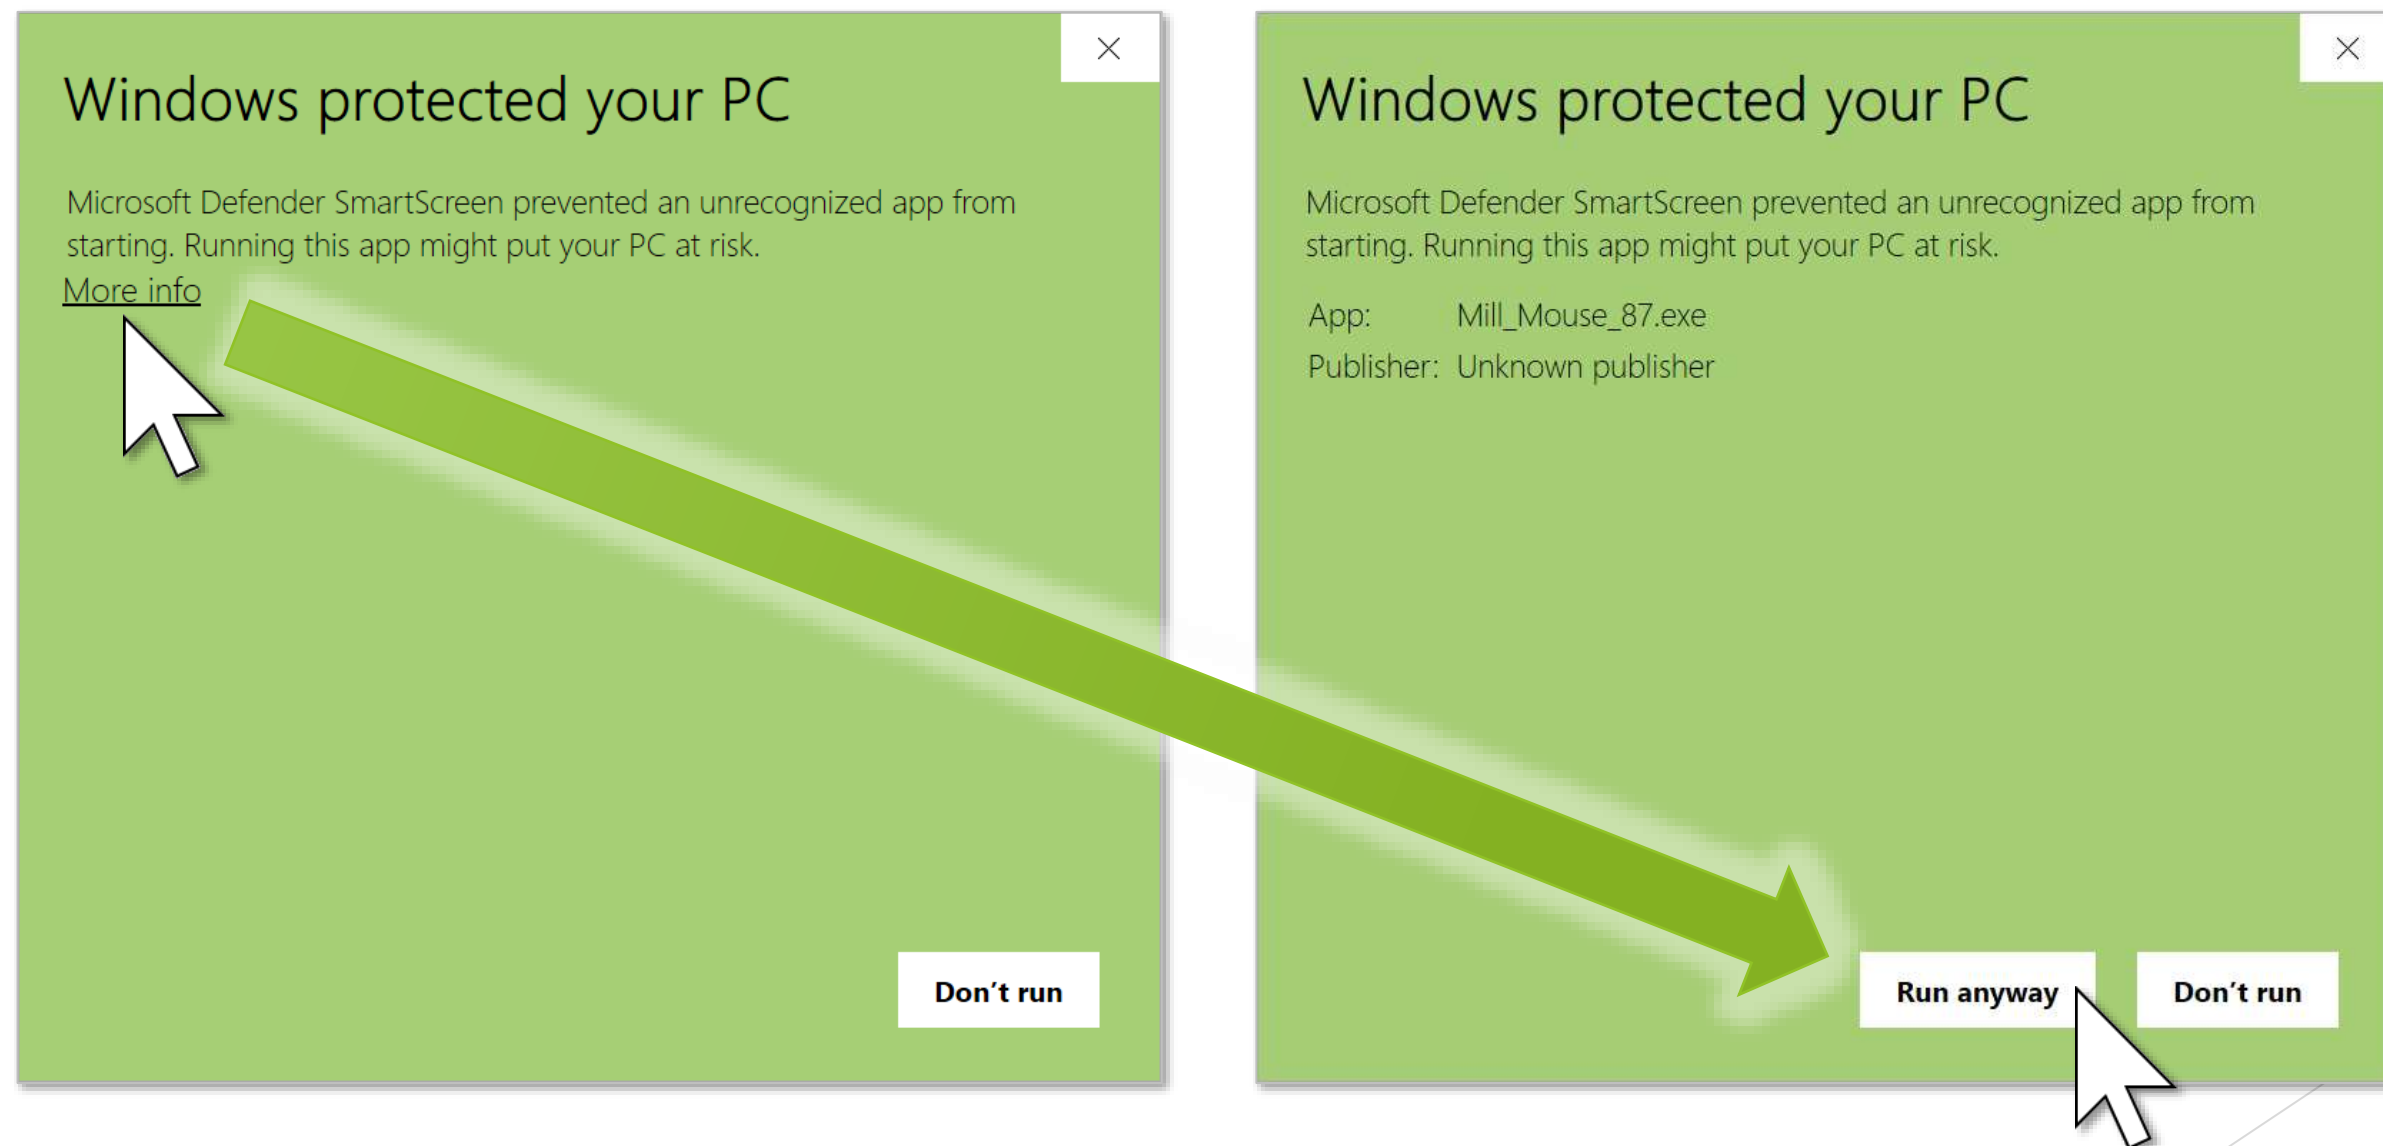 Windows protected your PC
Microsoft Defender SmartScreen prevented an unrecognized app from
starting. Running this app might put your PC at risk.
More info
Don't run
Windows protected your PC
Microsoft Defender SmartScreen prevented an unrecognized app from
starting. Running this app might put your PC at risk.
App: Mill_Mouse_87.exe
Publisher: Unknown publisher
Run anyway Don't run